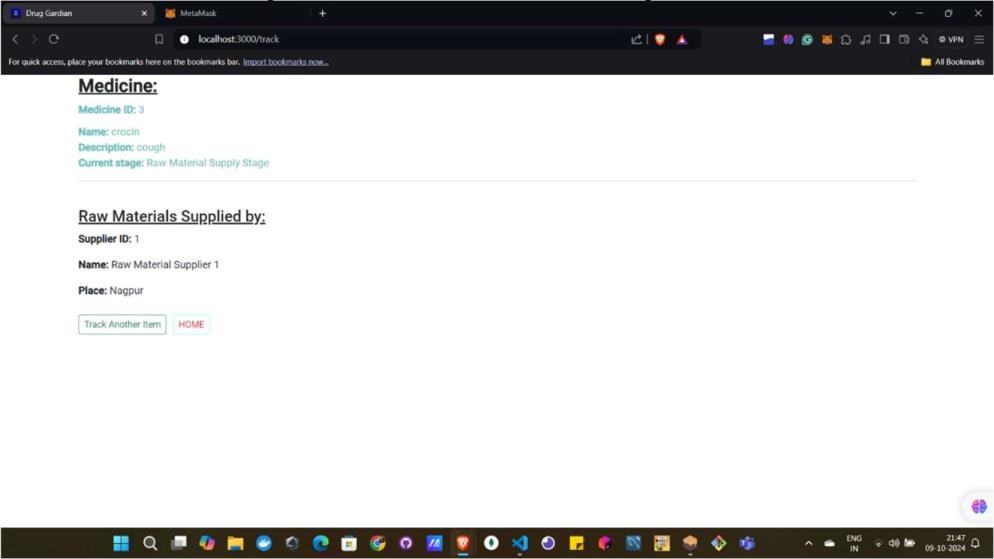 Drug Gardian
MetaMask
localhost:3000/track
VPN
For quick access, place your bookmarks here on the bookmarks bar. Import bookmarks now...
All Bookmarks
Medicine:
Medicine ID: 3
Name: crocin
Description: cough
Current stage: Raw Material Supply Stage
Raw Materials Supplied by:
Supplier ID: 1
Name: Raw Material Supplier 1
Place: Nagpur
Track Another Item
HOME
ENG
IN
21:47
09-10-2024